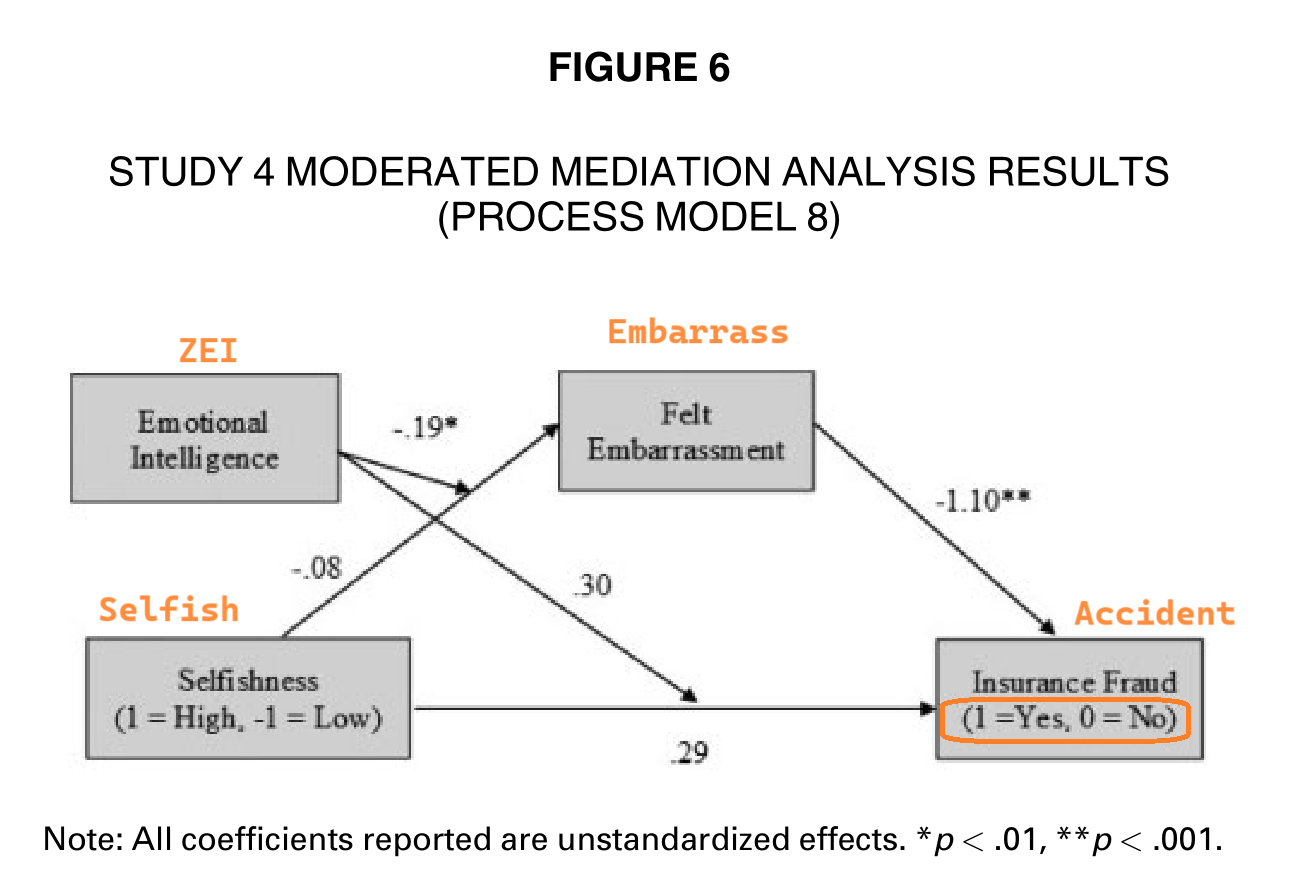 FIGURE 6
STUDY 4 MODERATED MEDIATION ANALYSIS RESULTS
(PROCESS MODEL 8)
ZEI
Embarrass
Emotional
Intelligence
-.19*
Felt
Embarrassment
-1.10**
-.08
.30
Selfish
Accident
Selfishness
(1 = High, -1 = Low)
Insurance Fraud
(1 =Yes, 0 = No)
.29
Note: All coefficients reported are unstandardized effects. *p < .01, **p < .001.